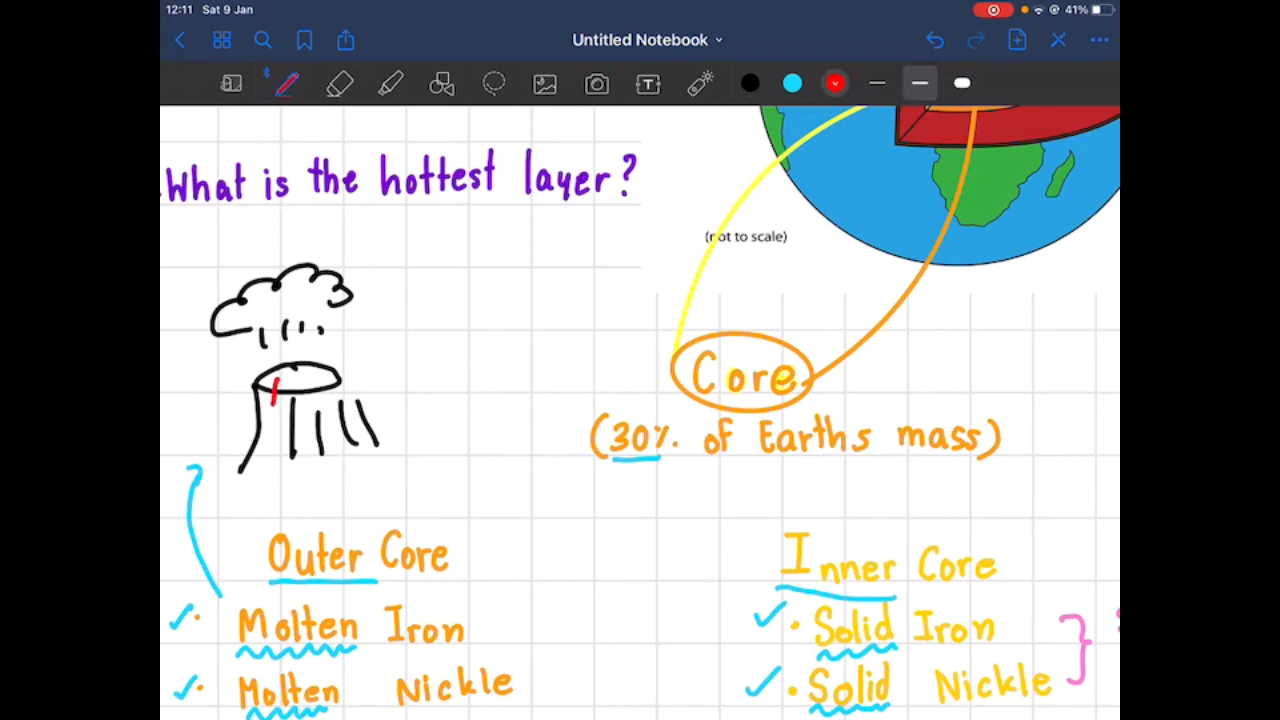 12:11 Sat 9 Jan
41%
Untitled Notebook
T
What is the hottest layer?
(not to scale)
Core
(30% of Earths mass)
Outer Core
Inner Core
Molten Iron
Solid Iron
Molten Nickle
Solid Nickle